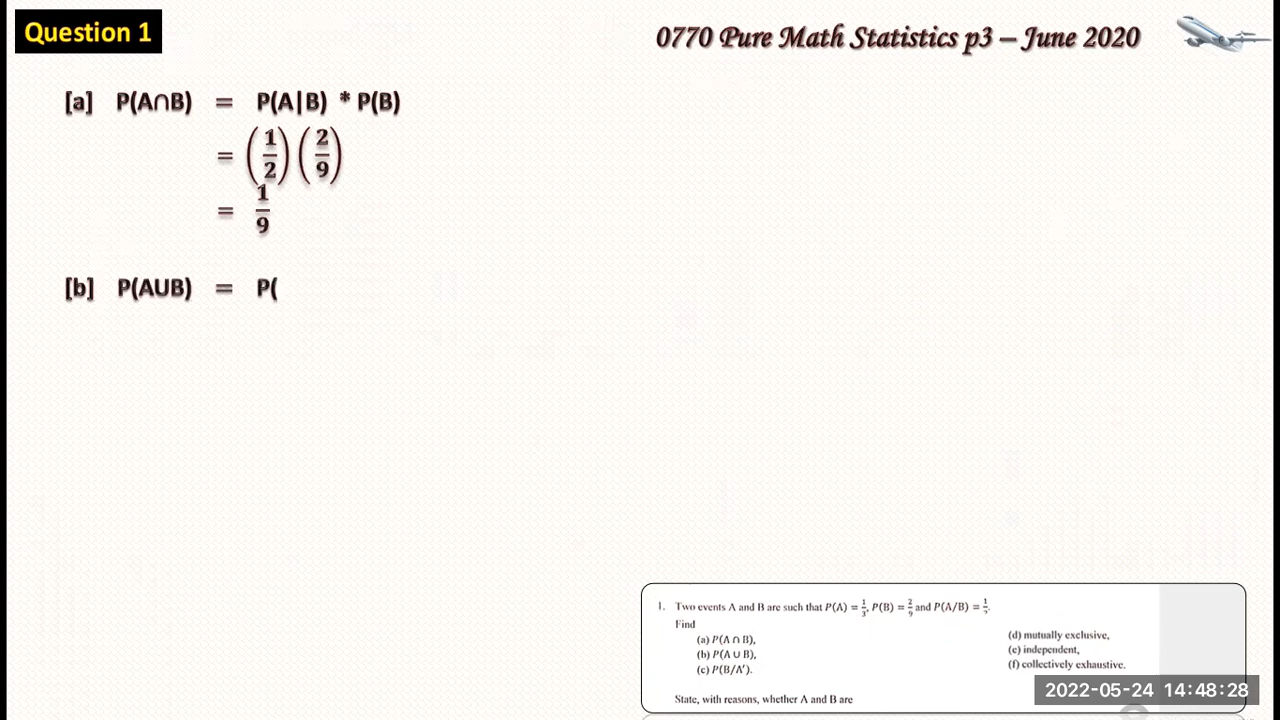 Question 1
0770 Pure Math Statistics p3 – June 2020
[a] P(A∩B) = P(A|B) * P(B)
= (1/2)(2/9)
= 1/9
[b] P(A∪B) = P(
1. Two events A and B are such that P(A) = 1/3, P(B) = 2/9 and P(A/B) = 1/2.
Find
(a) P(A ∩ B),
(b) P(A ∪ B),
(c) P(B/A′).
State, with reasons, whether A and B are
(d) mutually exclusive,
(e) independent,
(f) collectively exhaustive.
2022-05-24 14:48:28